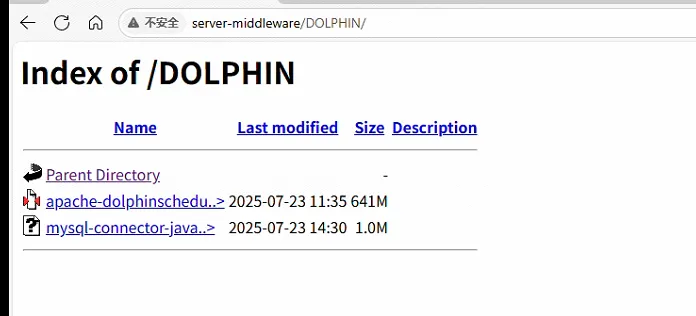 不安全 server-middleware/DOLPHIN/
Index of /DOLPHIN
Name Last modified Size Description
Parent Directory -
apache-dolphinschedu..> 2025-07-23 11:35 641M
mysql-connector-java..> 2025-07-23 14:30 1.0M